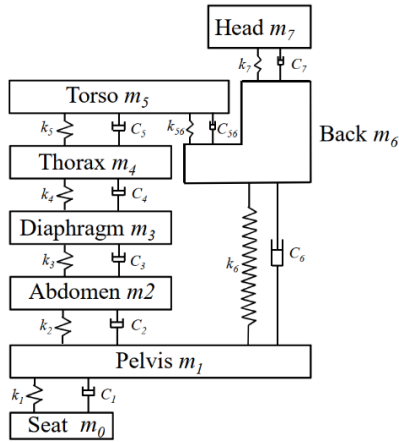 Head m7
k7 C7
Torso m5
k5 C5 k56 C56
Back m6
Thorax m4
k4 C4
Diaphragm m3
k3 C3
k6 C6
Abdomen m2
k2 C2
Pelvis m1
k1 C1
Seat m0